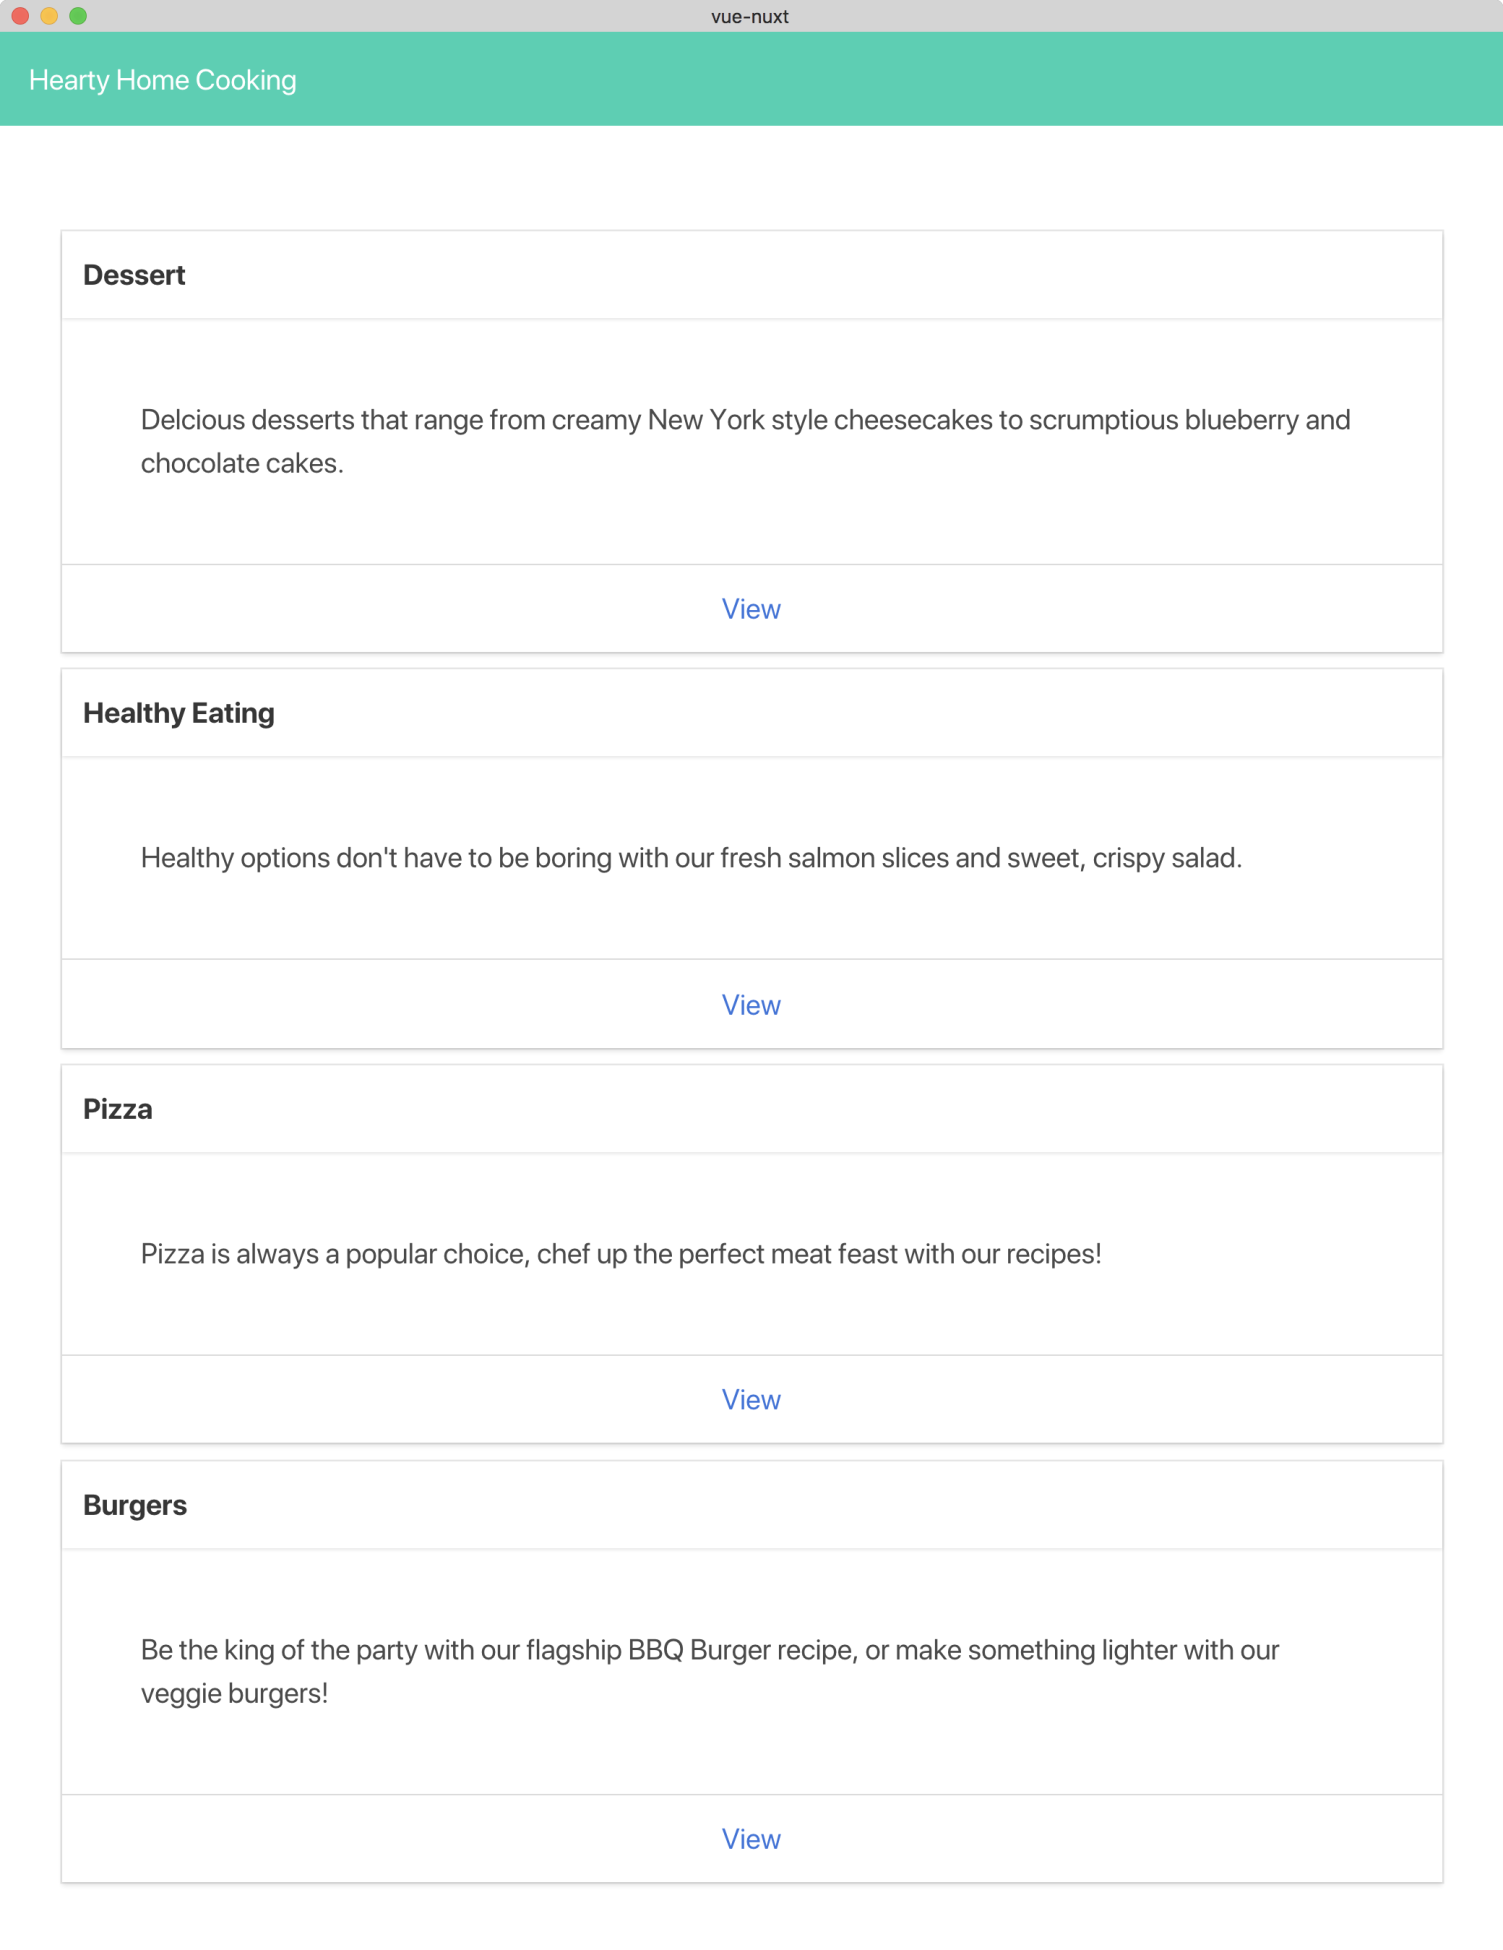 vue-nuxt
Hearty Home Cooking
Dessert
Delcious desserts that range from creamy New York style cheesecakes to scrumptious blueberry and
chocolate cakes.
View
Healthy Eating
Healthy options don't have to be boring with our fresh salmon slices and sweet, crispy salad.
View
Pizza
Pizza is always a popular choice, chef up the perfect meat feast with our recipes!
View
Burgers
Be the king of the party with our flagship BBQ Burger recipe, or make something lighter with our
veggie burgers!
View